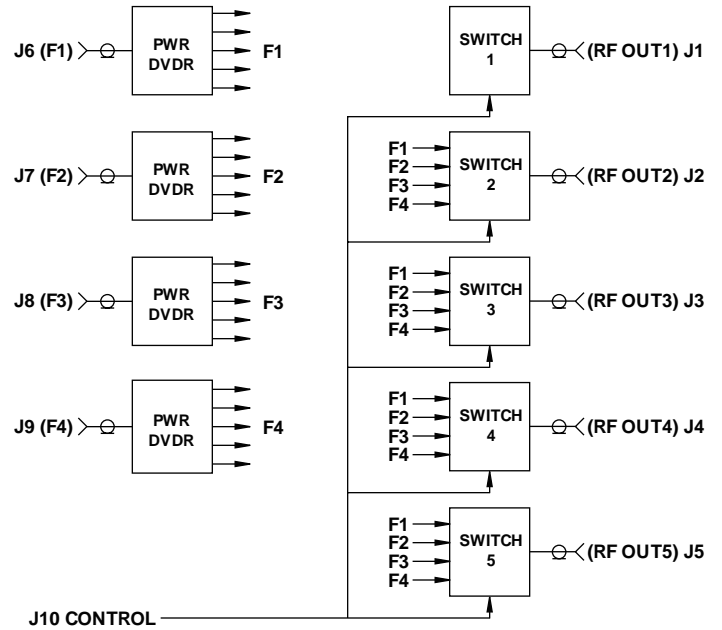 J6 (F1)
PWR
DVDR
F1
SWITCH
1
(RF OUT1) J1
J7 (F2)
PWR
DVDR
F2
F1
F2
F3
F4
SWITCH
2
(RF OUT2) J2
J8 (F3)
PWR
DVDR
F3
F1
F2
F3
F4
SWITCH
3
(RF OUT3) J3
J9 (F4)
PWR
DVDR
F4
F1
F2
F3
F4
SWITCH
4
(RF OUT4) J4
F1
F2
F3
F4
SWITCH
5
(RF OUT5) J5
J10 CONTROL